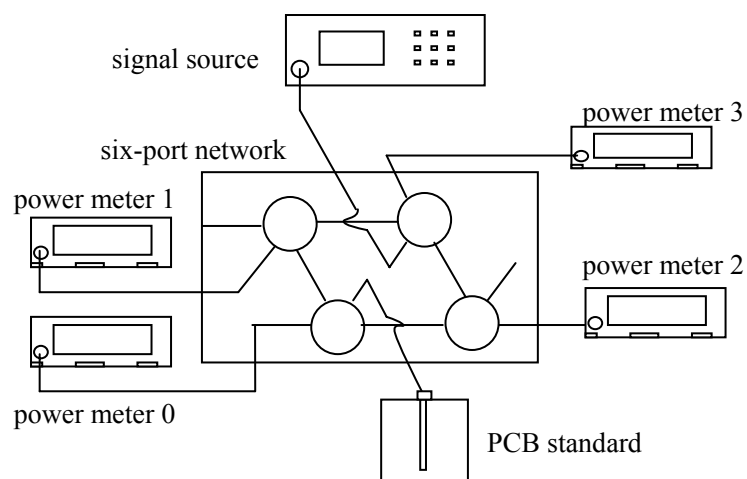 signal source
power meter 3
six-port network
power meter 1
power meter 2
power meter 0
PCB standard